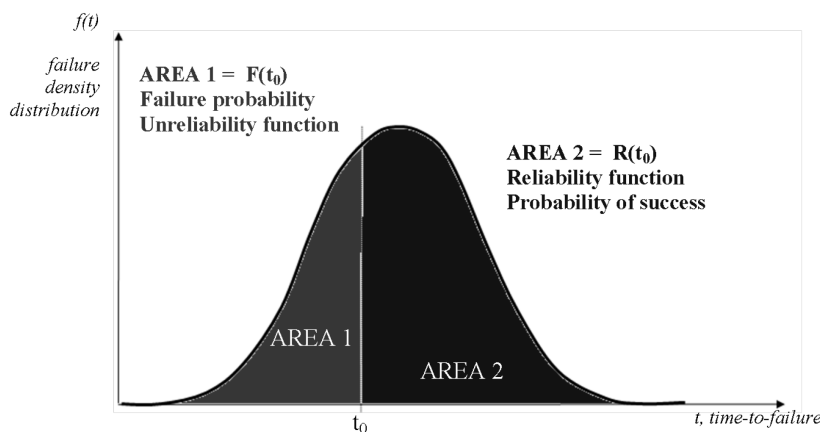 f(t)
failure
density
distribution
AREA 1 = F(t₀)
Failure probability
Unreliability function
AREA 2 = R(t₀)
Reliability function
Probability of success
AREA 1
AREA 2
t₀
t, time-to-failure